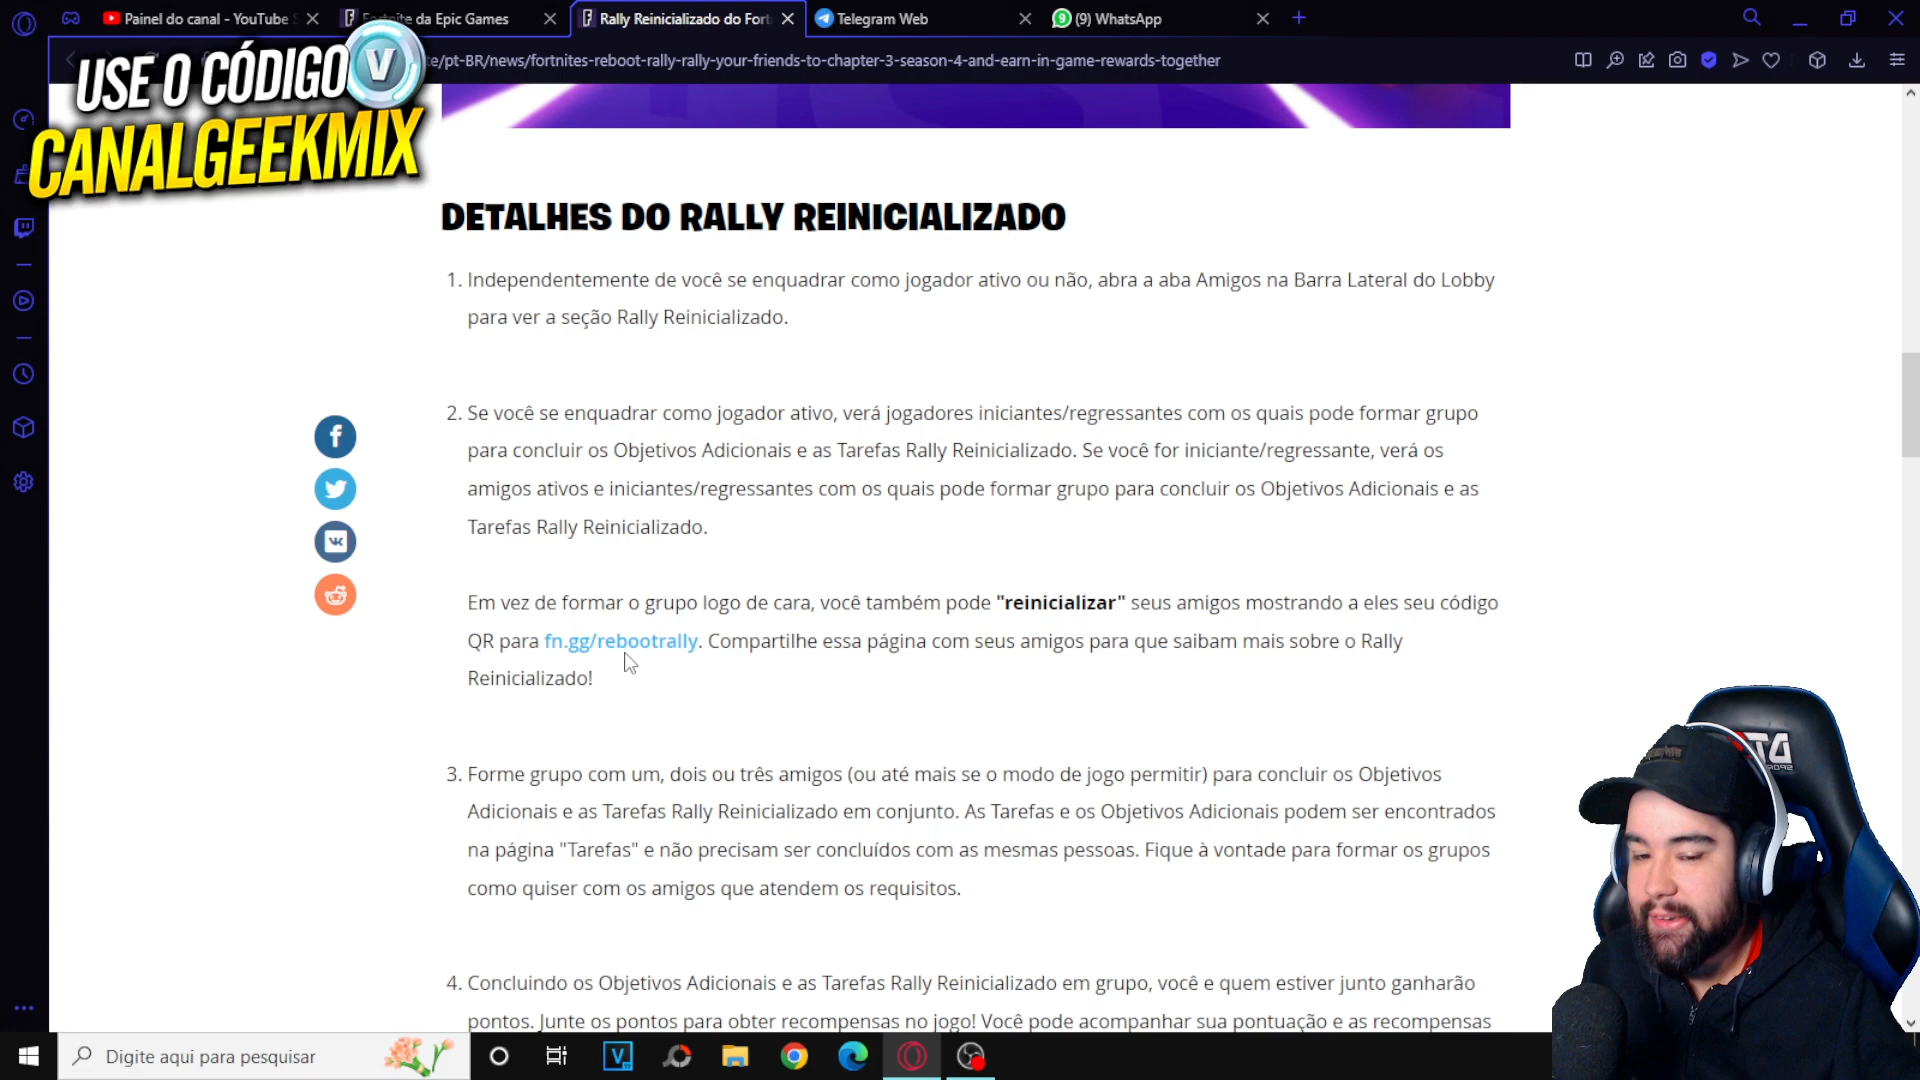 Painel do canal - YouTube S
Fortnite da Epic Games
Rally Reinicializado do Fort
Telegram Web
(9) WhatsApp
USE O CÓDIGO V
CANALGEEKMIX
te/pt-BR/news/fortnites-reboot-rally-rally-your-friends-to-chapter-3-season-4-and-earn-in-game-rewards-together
DETALHES DO RALLY REINICIALIZADO
1. Independentemente de você se enquadrar como jogador ativo ou não, abra a aba Amigos na Barra Lateral do Lobby
para ver a seção Rally Reinicializado.
2. Se você se enquadrar como jogador ativo, verá jogadores iniciantes/regressantes com os quais pode formar grupo
para concluir os Objetivos Adicionais e as Tarefas Rally Reinicializado. Se você for iniciante/regressante, verá os
amigos ativos e iniciantes/regressantes com os quais pode formar grupo para concluir os Objetivos Adicionais e as
Tarefas Rally Reinicializado.
Em vez de formar o grupo logo de cara, você também pode "reinicializar" seus amigos mostrando a eles seu código
QR para fn.gg/rebootrally. Compartilhe essa página com seus amigos para que saibam mais sobre o Rally
Reinicializado!
3. Forme grupo com um, dois ou três amigos (ou até mais se o modo de jogo permitir) para concluir os Objetivos
Adicionais e as Tarefas Rally Reinicializado em conjunto. As Tarefas e os Objetivos Adicionais podem ser encontrados
na página "Tarefas" e não precisam ser concluídos com as mesmas pessoas. Fique à vontade para formar os grupos
como quiser com os amigos que atendem os requisitos.
4. Concluindo os Objetivos Adicionais e as Tarefas Rally Reinicializado em grupo, você e quem estiver junto ganharão
pontos. Junte os pontos para obter recompensas no jogo! Você pode acompanhar sua pontuação e as recompensas
Digite aqui para pesquisar